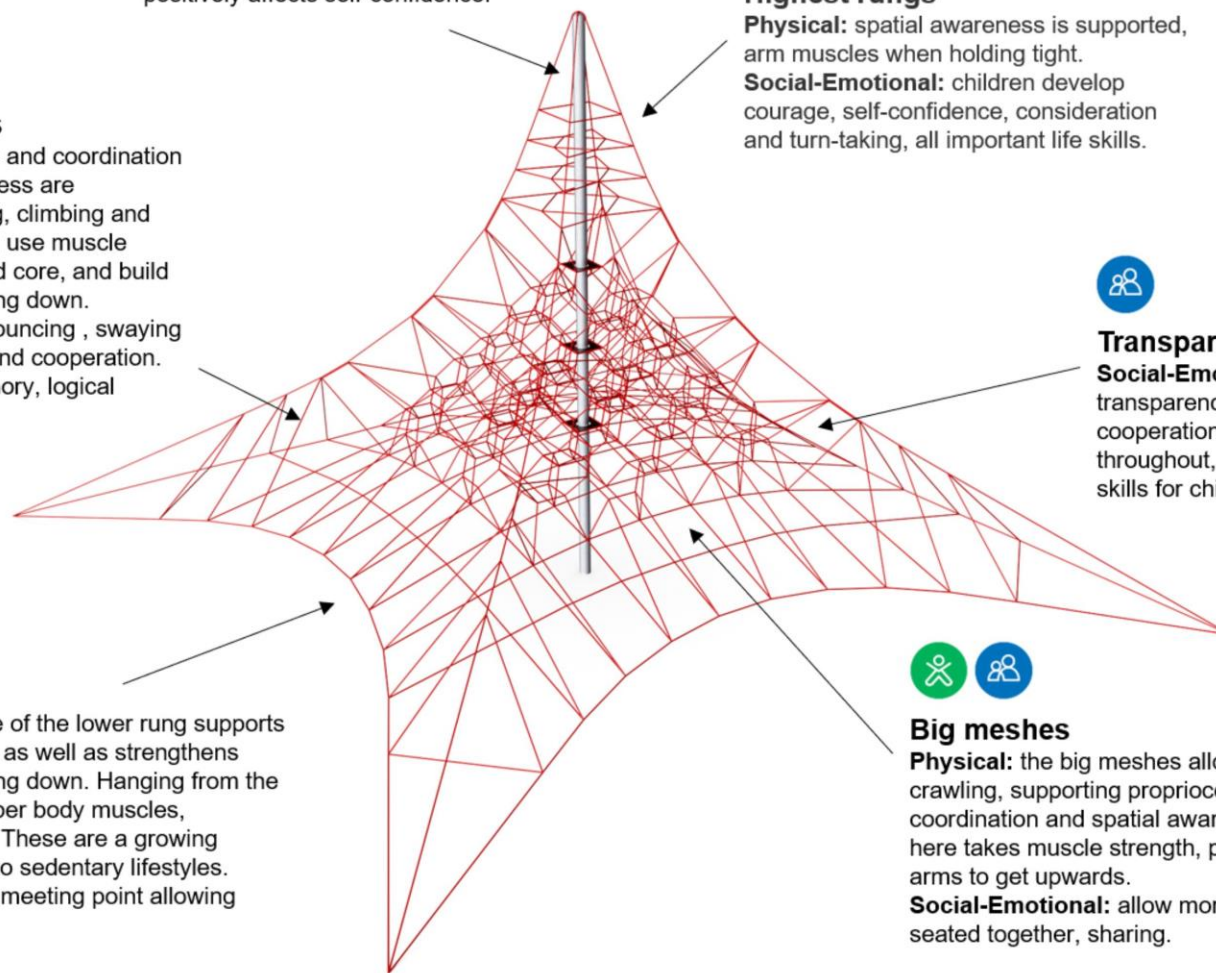 positively affects self-confidence.
Highest rungs
Physical: spatial awareness is supported,
arm muscles when holding tight.
Social-Emotional: children develop
courage, self-confidence, consideration
and turn-taking, all important life skills.
s
and coordination
ess are
g, climbing and
use muscle
d core, and build
ng down.
ouncing , swaying
nd cooperation.
ory, logical
Transpar
Social-Emo
transparenc
cooperation
throughout,
skills for chi
e of the lower rung supports
as well as strengthens
ng down. Hanging from the
per body muscles,
These are a growing
o sedentary lifestyles.
meeting point allowing
Big meshes
Physical: the big meshes allo
crawling, supporting proprioce
coordination and spatial awar
here takes muscle strength, p
arms to get upwards.
Social-Emotional: allow mor
seated together, sharing.